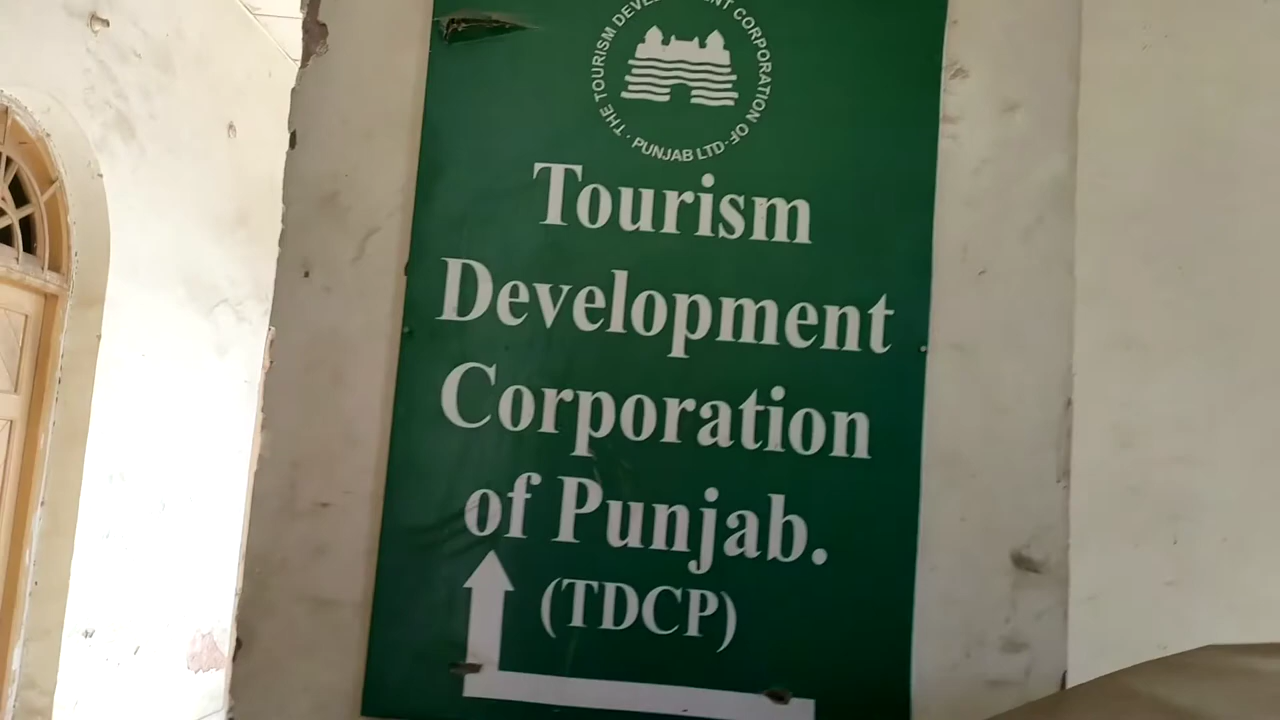 THE TOURISM DEVELOPMENT CORPORATION OF
· PUNJAB LTD·
Tourism
Development
Corporation
of Punjab.
(TDCP)